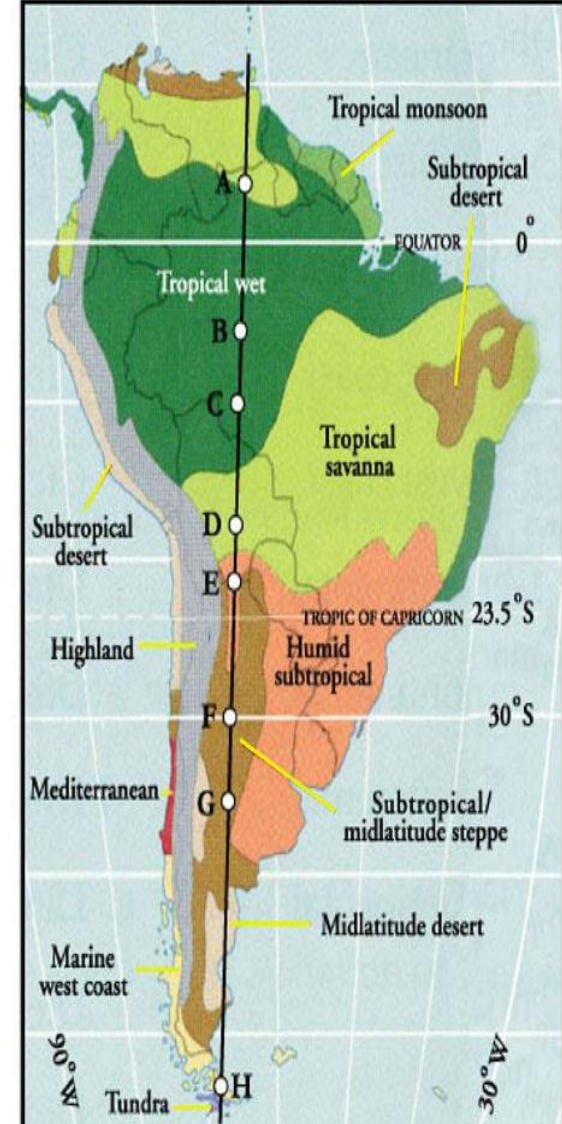 Tropical monsoon
Subtropical
desert
A
EQUATOR
0°
Tropical wet
B
C
Tropical
savanna
D
Subtropical
desert
E
TROPIC OF CAPRICORN 23.5°S
Highland
Humid
subtropical
F
30°S
Mediterranean
G
Subtropical/
midlatitude steppe
Midlatitude desert
Marine
west coast
90°W
30°W
H
Tundra